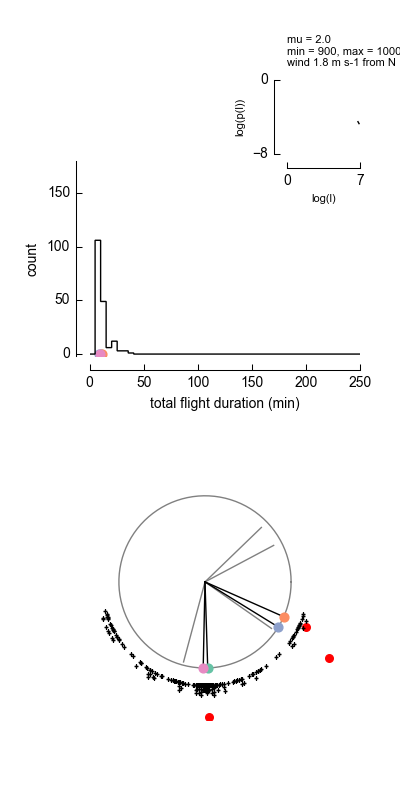 mu = 2.0
min = 900, max = 1000
wind 1.8 m s-1 from N
0
−8
log(p(l))
0 7
log(l)
150
100
50
0
count
0 50 100 150 200 250
total flight duration (min)